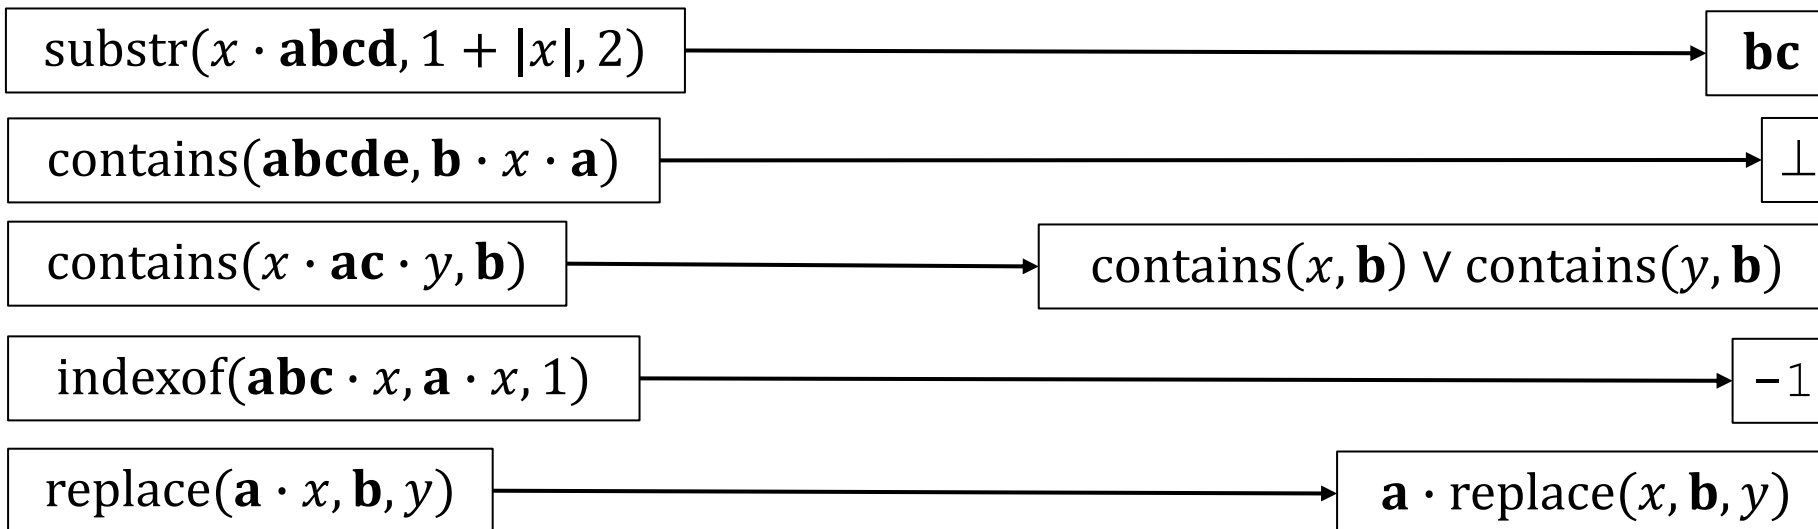 substr(x · abcd, 1 + |x|, 2) bc
contains(abcde, b · x · a) ⊥
contains(x · ac · y, b) contains(x, b) ∨ contains(y, b)
indexof(abc · x, a · x, 1) −1
replace(a · x, b, y) a · replace(x, b, y)